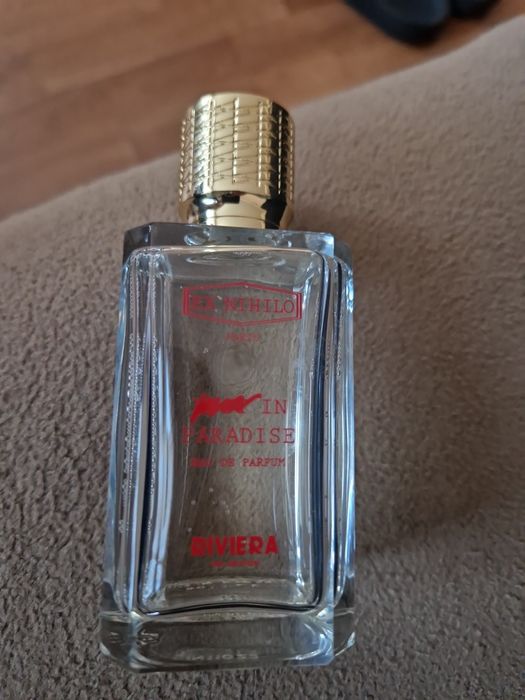 EX NIHILO
PARIS
IN
PARADISE
EAU DE PARFUM
RIVIERA